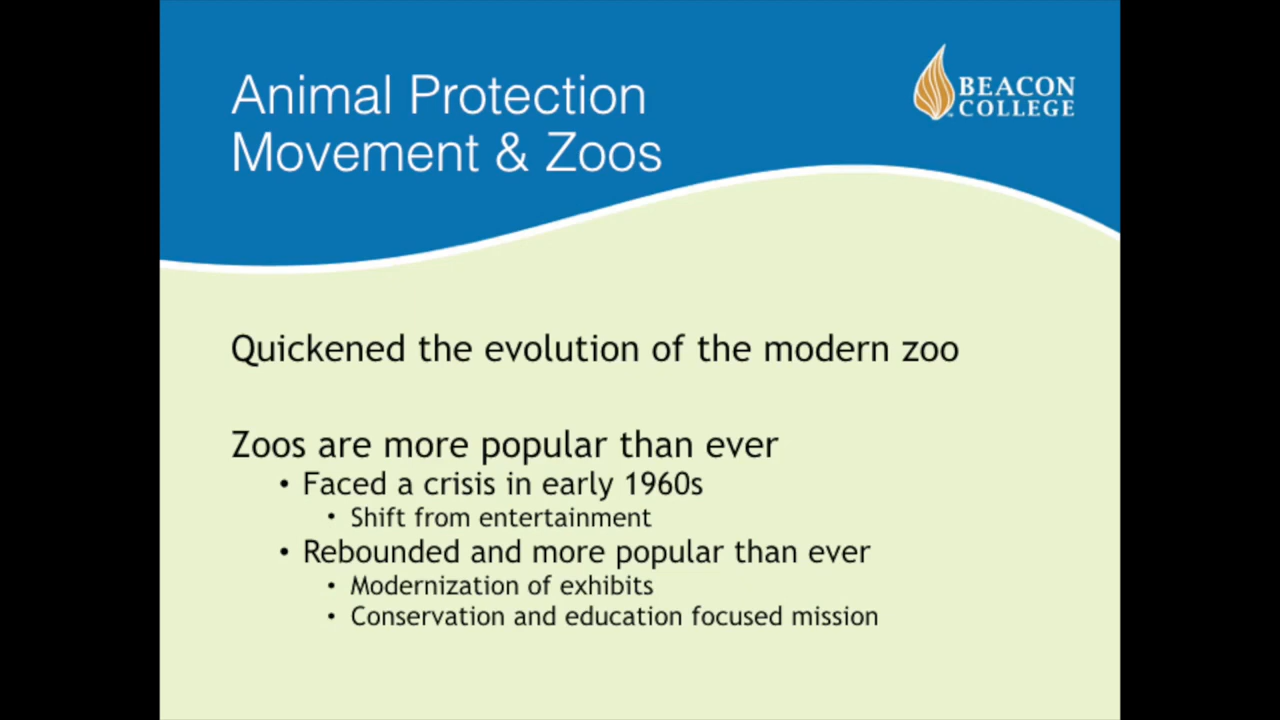 Animal Protection
Movement & Zoos
BEACON
COLLEGE
Quickened the evolution of the modern zoo
Zoos are more popular than ever
• Faced a crisis in early 1960s
• Shift from entertainment
• Rebounded and more popular than ever
• Modernization of exhibits
• Conservation and education focused mission